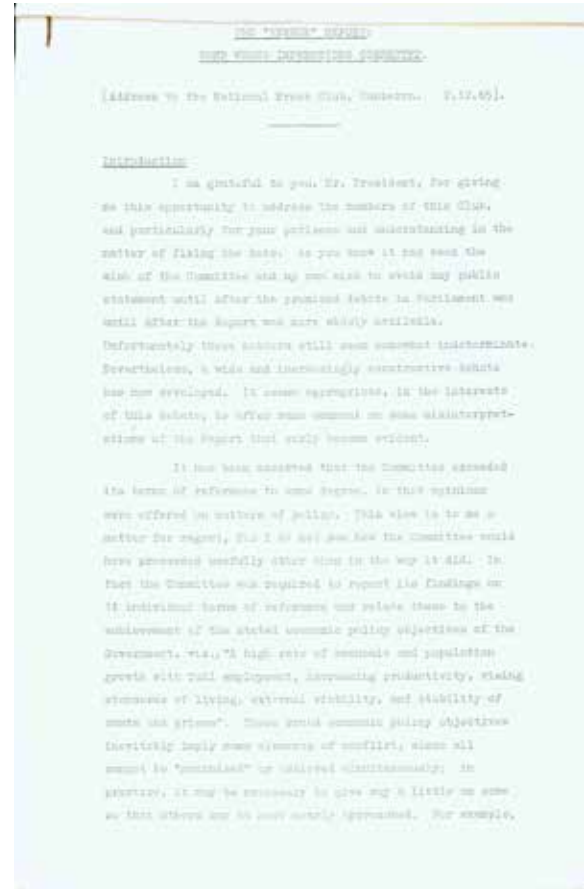 THE "VERNON" REPORT:
SOME
[Address to the National Press Club, Canberra. 2.12.65].
Introduction
I am grateful to you, Mr. President, for giving
me this opportunity to address the members of this Club,
and particularly for your patience and understanding in the
matter of fixing the date. As you know it has been the
wish of the Committee and my own wish to avoid any public
statement until after the promised debate in Parliament and
until after the Report was more widely available.
Unfortunately these matters still seem somewhat indeterminate.
Nevertheless, a wide and increasingly constructive debate
has now developed. It seems appropriate, in the interests
of this debate, to offer some comment on some misinterpret-
ations of the Report that early became evident.
It has been asserted that the Committee exceeded
its terms of reference to some degree, in that opinions
were offered on matters of policy. This view is to me a
matter for regret, for I do not see how the Committee could
have proceeded usefully other than in the way it did. In
fact the Committee was required to report its findings on
individual terms of reference and relate these to the
achievement of the stated economic policy objectives of the
Government, viz., "A high rate of economic and population
growth with full employment, increasing productivity, rising
standards of living, external viability, and stability of
costs and prices". These broad economic policy objectives
inevitably imply some elements of conflict, since all
cannot be "maximised" or achieved simultaneously; in
practice, it may be necessary to give way a little on some
so that others may be more nearly approached. For example,